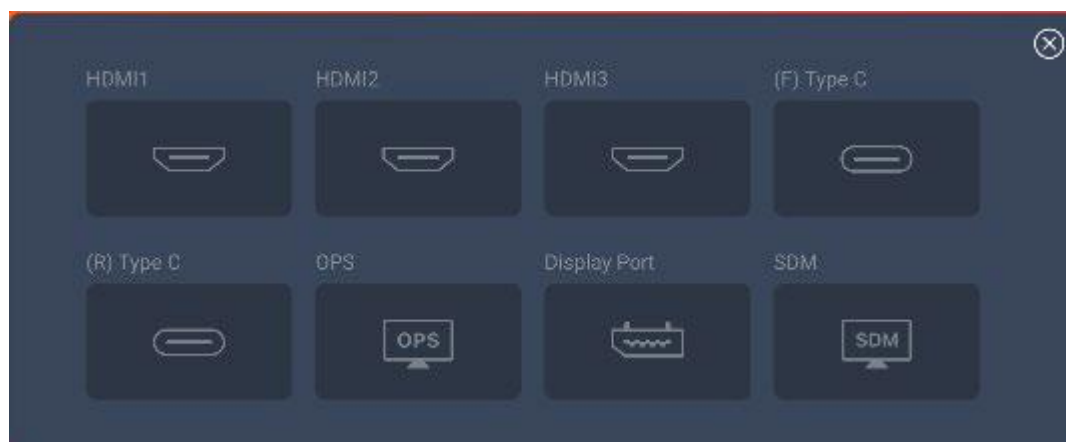 HDMI1 HDMI2 HDMI3 (F) Type C
(R) Type C OPS Display Port SDM
OPS SDM